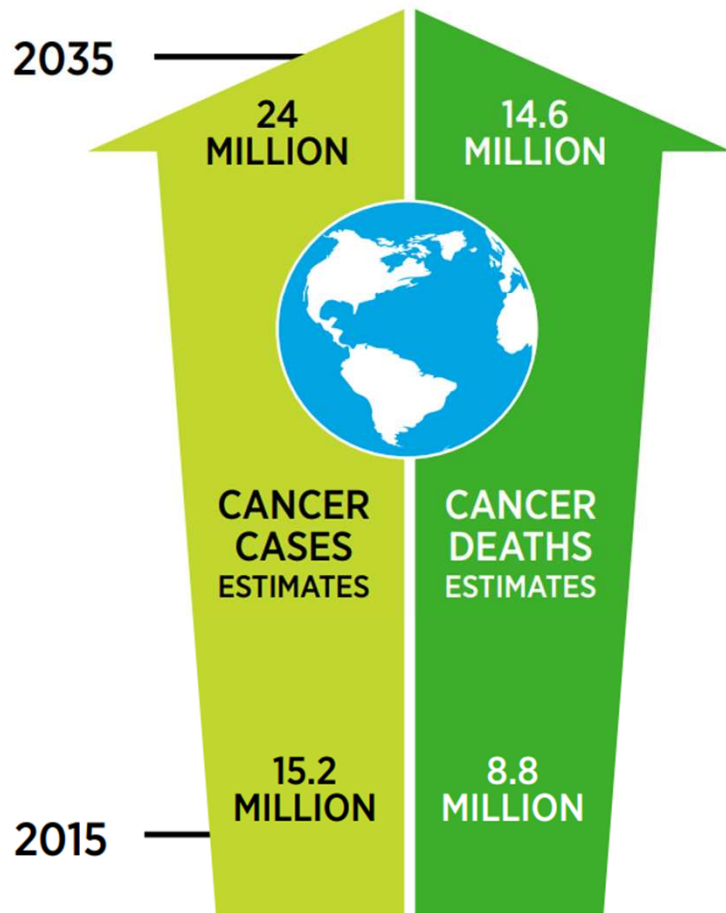 2035
24
MILLION
14.6
MILLION
CANCER
CASES
ESTIMATES
CANCER
DEATHS
ESTIMATES
15.2
MILLION
8.8
MILLION
2015